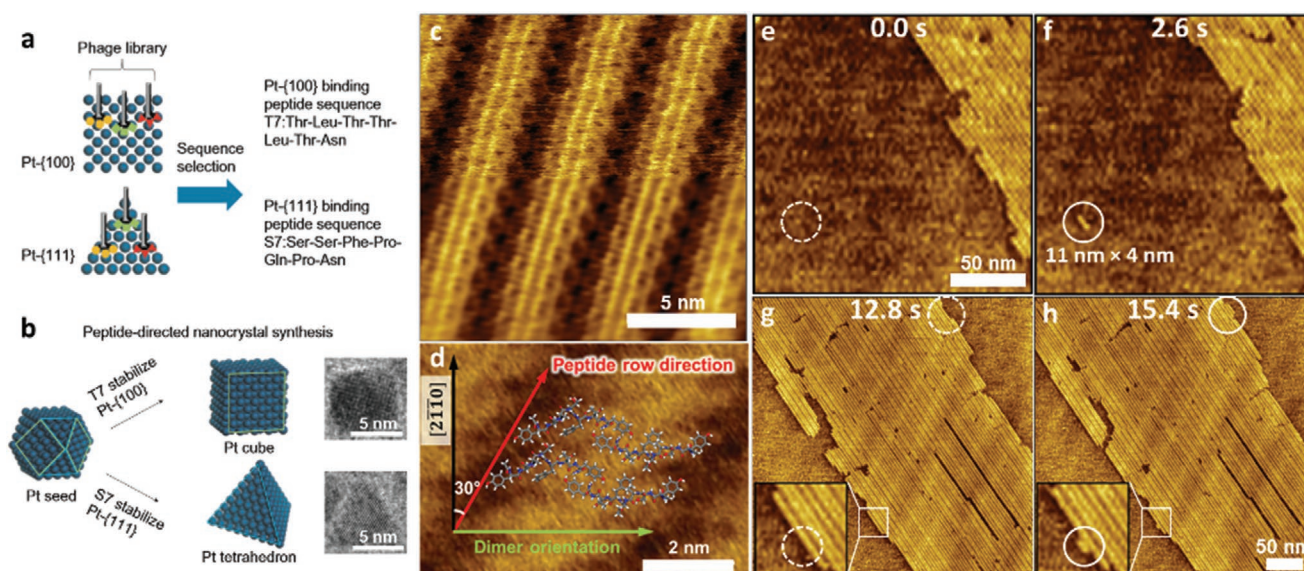 a
Phage library
Pt-{100}
Pt-{111}
Sequence
selection
Pt-{100} binding
peptide sequence
T7:Thr-Leu-Thr-Thr-
Leu-Thr-Asn
Pt-{111} binding
peptide sequence
S7:Ser-Ser-Phe-Pro-
Gln-Pro-Asn
b
Peptide-directed nanocrystal synthesis
T7 stabilize
Pt-{100}
Pt seed
S7 stabilize
Pt-{111}
Pt cube
5 nm
Pt tetrahedron
5 nm
c
5 nm
d
[2110]
Peptide row direction
30°
Dimer orientation
2 nm
e
0.0 s
50 nm
f
2.6 s
11 nm × 4 nm
g
12.8 s
h
15.4 s
50 nm